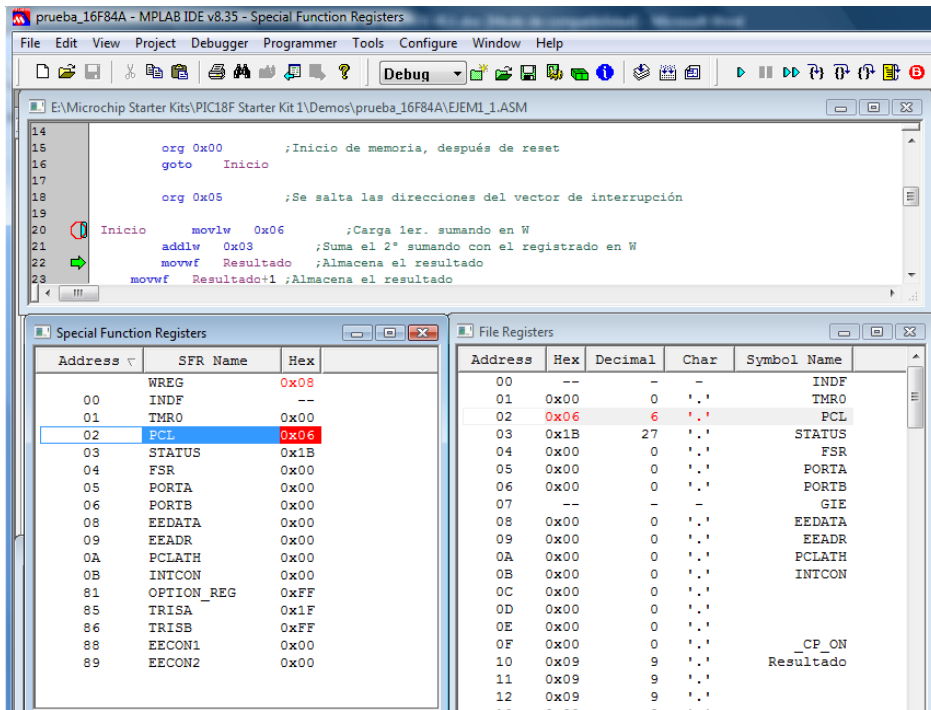 prueba_16F84A - MPLAB IDE v8.35 - Special Function Registers
File Edit View Project Debugger Programmer Tools Configure Window Help
Debug
E:\Microchip Starter Kits\PIC18F Starter Kit 1\Demos\prueba_16F84A\EJEM1_1.ASM
14
15 org 0x00 ;Inicio de memoria, después de reset
16 goto Inicio
17
18 org 0x05 ;Se salta las direcciones del vector de interrupción
19
20 Inicio movlw 0x06 ;Carga 1er. sumando en W
21 addlw 0x03 ;Suma el 2º sumando con el registrado en W
22 movwf Resultado ;Almacena el resultado
23 movwf Resultado+1 ;Almacena el resultado
Special Function Registers
Address SFR Name Hex
WREG 0x08
00 INDF --
01 TMR0 0x00
02 PCL 0x06
03 STATUS 0x1B
04 FSR 0x00
05 PORTA 0x00
06 PORTB 0x00
08 EEDATA 0x00
09 EEADR 0x00
0A PCLATH 0x00
0B INTCON 0x00
81 OPTION_REG 0xFF
85 TRISA 0x1F
86 TRISB 0xFF
88 EECON1 0x00
89 EECON2 0x00
File Registers
Address Hex Decimal Char Symbol Name
00 -- - - INDF
01 0x00 0 '.' TMR0
02 0x06 6 '.' PCL
03 0x1B 27 '.' STATUS
04 0x00 0 '.' FSR
05 0x00 0 '.' PORTA
06 0x00 0 '.' PORTB
07 -- - - GIE
08 0x00 0 '.' EEDATA
09 0x00 0 '.' EEADR
0A 0x00 0 '.' PCLATH
0B 0x00 0 '.' INTCON
0C 0x00 0 '.'
0D 0x00 0 '.'
0E 0x00 0 '.'
0F 0x00 0 '.' _CP_ON
10 0x09 9 '.' Resultado
11 0x09 9 '.'
12 0x09 9 '.'